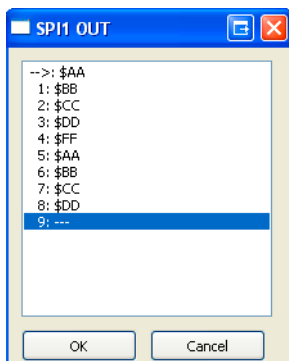 SPI1 OUT
-->: $AA
1: $BB
2: $CC
3: $DD
4: $FF
5: $AA
6: $BB
7: $CC
8: $DD
9: ---
OK
Cancel